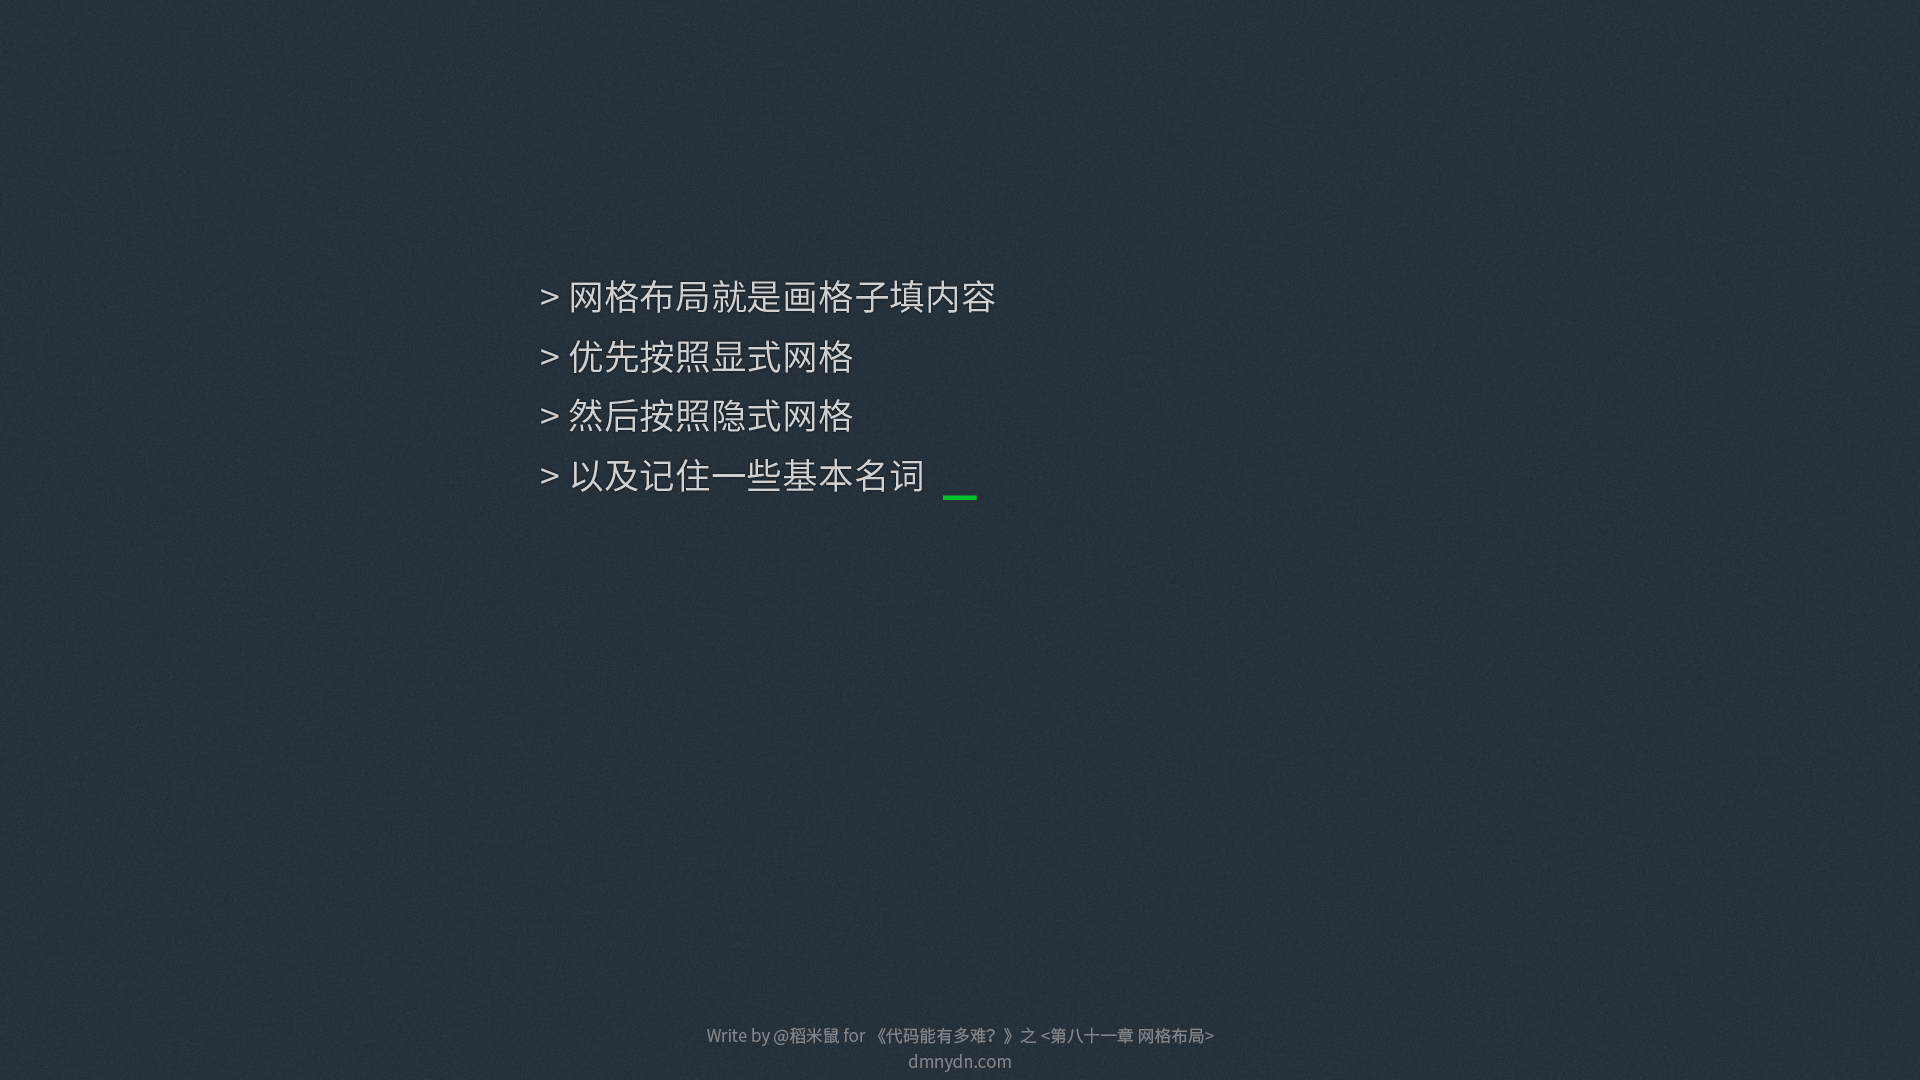 > 网格布局就是画格子填内容
> 优先按照显式网格
> 然后按照隐式网格
> 以及记住一些基本名词
Write by @稻米鼠 for 《代码能有多难？》之 <第八十一章 网格布局>
dmnydn.com